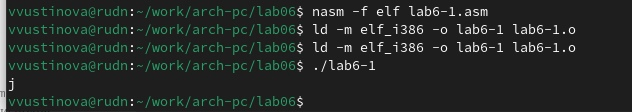 vvustinova@rudn:~/work/arch-pc/lab06$ nasm -f elf lab6-1.asm
vvustinova@rudn:~/work/arch-pc/lab06$ ld -m elf_i386 -o lab6-1 lab6-1.o
vvustinova@rudn:~/work/arch-pc/lab06$ ld -m elf_i386 -o lab6-1 lab6-1.o
vvustinova@rudn:~/work/arch-pc/lab06$ ./lab6-1
j
vvustinova@rudn:~/work/arch-pc/lab06$